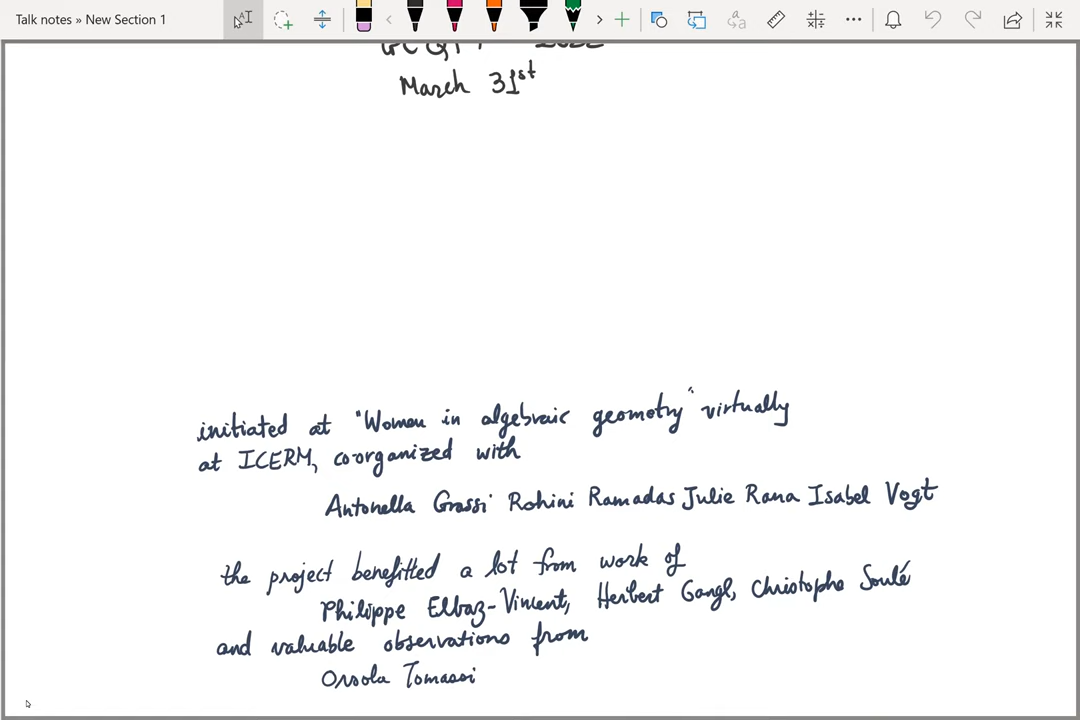 Talk notes » New Section 1
March 31st
initiated at "Women in algebraic geometry" virtually
at ICERM, coorganized with
Antonella Grassi Rohini Ramadas Julie Rana Isabel Vogt
the project benefitted a lot from work of
Philippe Elbaz-Vincent, Herbert Gangl, Christophe Soulé
and valuable observations from
Orsola Tomassi